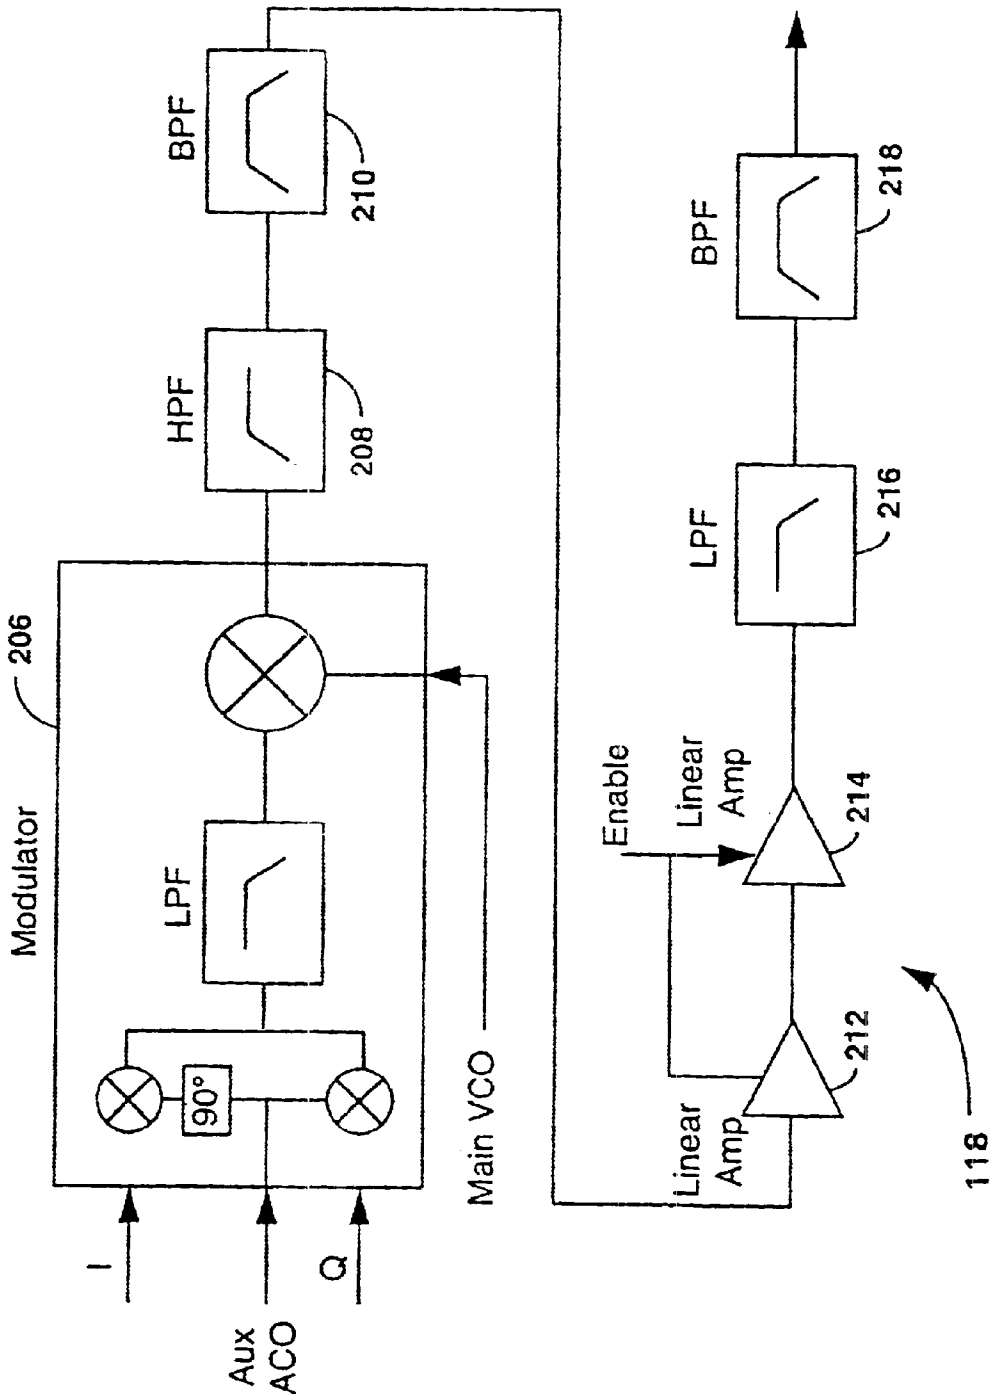 Modulator
206
I
Aux
ACO
Q
90°
LPF
Main VCO
HPF
208
BPF
210
Linear
Amp
212
Enable
Linear
Amp
214
LPF
216
BPF
218
118